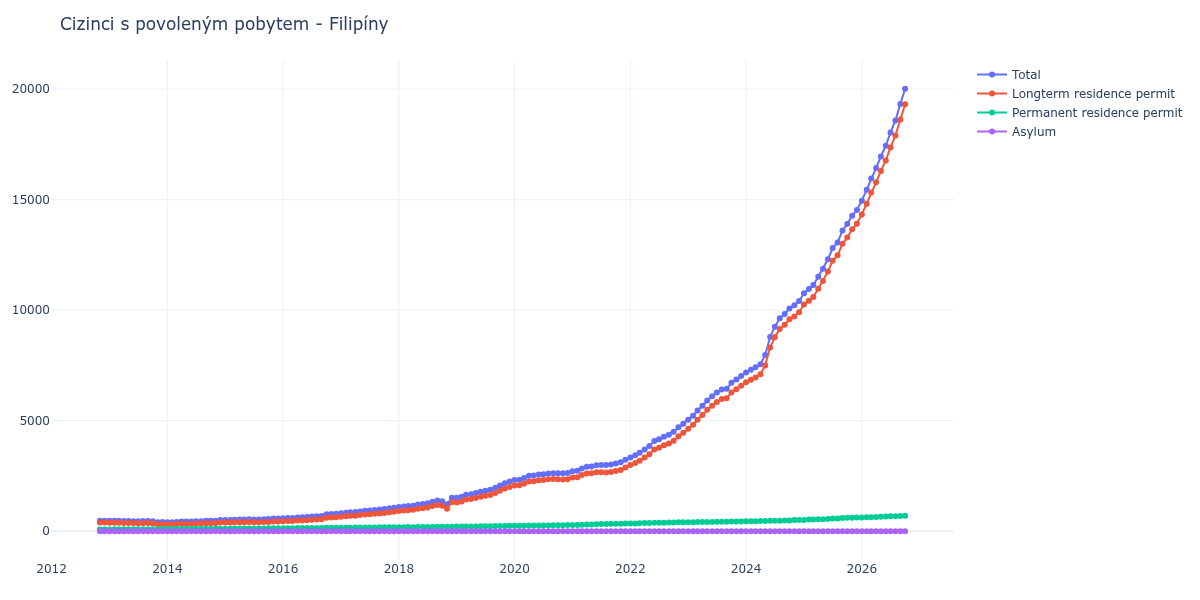 Cizinci s povoleným pobytem - Filipíny
Total
Longterm residence permit
Permanent residence permit
Asylum
20000
15000
10000
5000
0
2012
2014
2016
2018
2020
2022
2024
2026